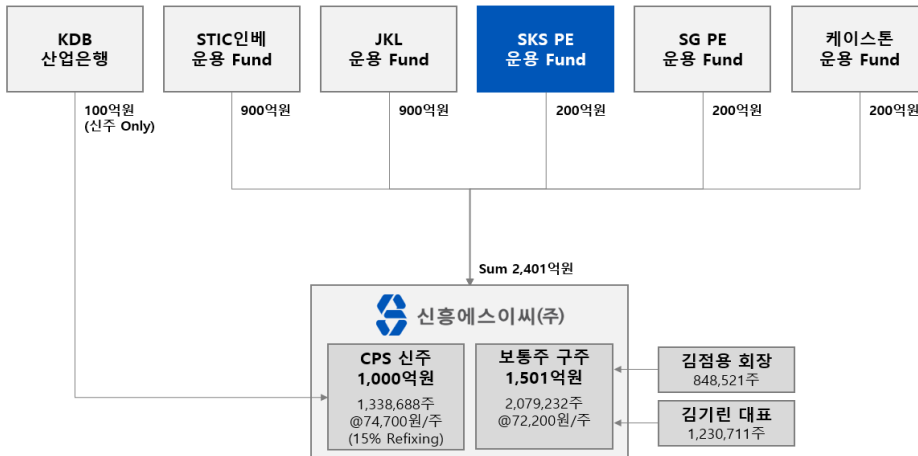 KDB
산업은행
STIC인베
운용 Fund
JKL
운용 Fund
SKS PE
운용 Fund
SG PE
운용 Fund
케이스톤
운용 Fund
100억원
(신주 Only)
900억원
900억원
200억원
200억원
200억원
Sum 2,401억원
신흥에스이씨(주)
CPS 신주
1,000억원
1,338,688주
@74,700원/주
(15% Refixing)
보통주 구주
1,501억원
2,079,232주
@72,200원/주
김점용 회장
848,521주
김기린 대표
1,230,711주